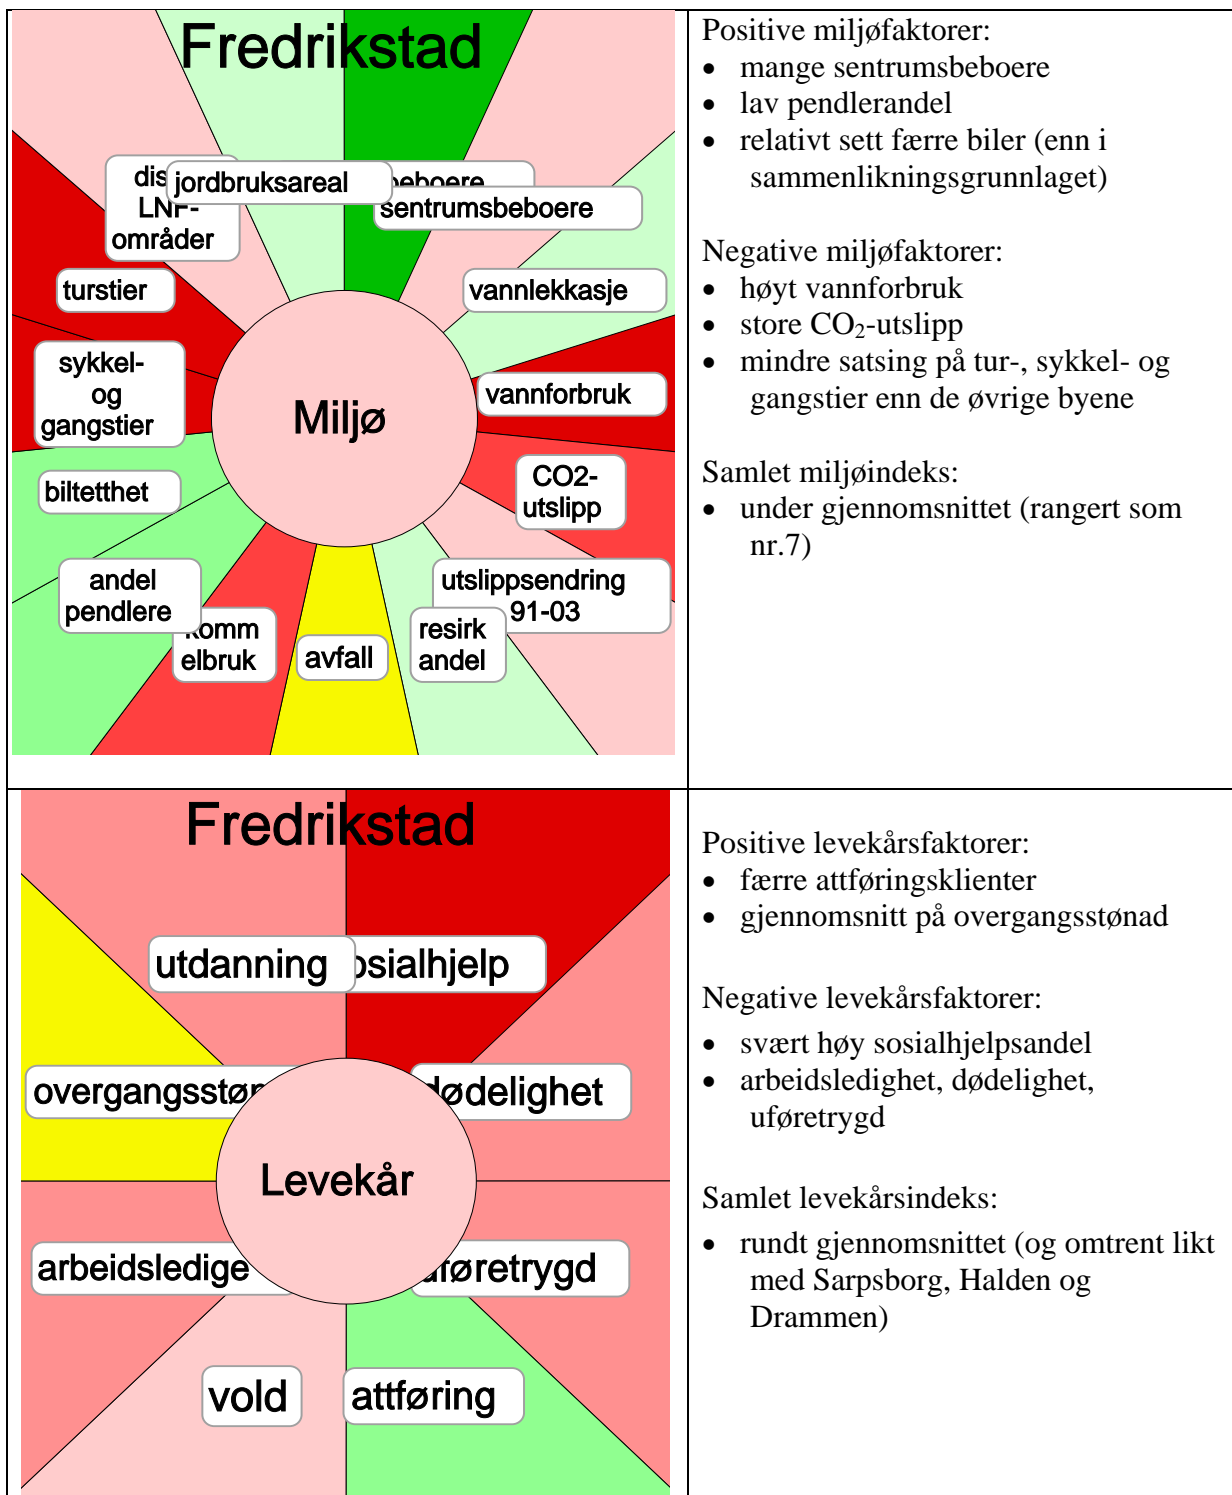 Fredrikstad
jordbruksareal
beboere
sentrumsbeboere
LNF-
områder
turstier
vannlekkasje
sykkel-
og
gangstier
vannforbruk
Miljø
biltetthet
CO2-
utslipp
andel
pendlere
utslippsendring
91-03
komm
elbruk
avfall
resirk
andel
Positive miljøfaktorer:
• mange sentrumsbeboere
• lav pendlerandel
• relativt sett færre biler (enn i
sammenlikningsgrunnlaget)
Negative miljøfaktorer:
• høyt vannforbruk
• store CO₂-utslipp
• mindre satsing på tur-, sykkel- og
gangstier enn de øvrige byene
Samlet miljøindeks:
• under gjennomsnittet (rangert som
nr.7)
Fredrikstad
utdanning
osialhjelp
overgangsstøn
dødelighet
Levekår
arbeidsledige
uføretrygd
vold
attføring
Positive levekårsfaktorer:
• færre attføringsklienter
• gjennomsnitt på overgangsstønad
Negative levekårsfaktorer:
• svært høy sosialhjelpsandel
• arbeidsledighet, dødelighet,
uføretrygd
Samlet levekårsindeks:
• rundt gjennomsnittet (og omtrent likt
med Sarpsborg, Halden og
Drammen)